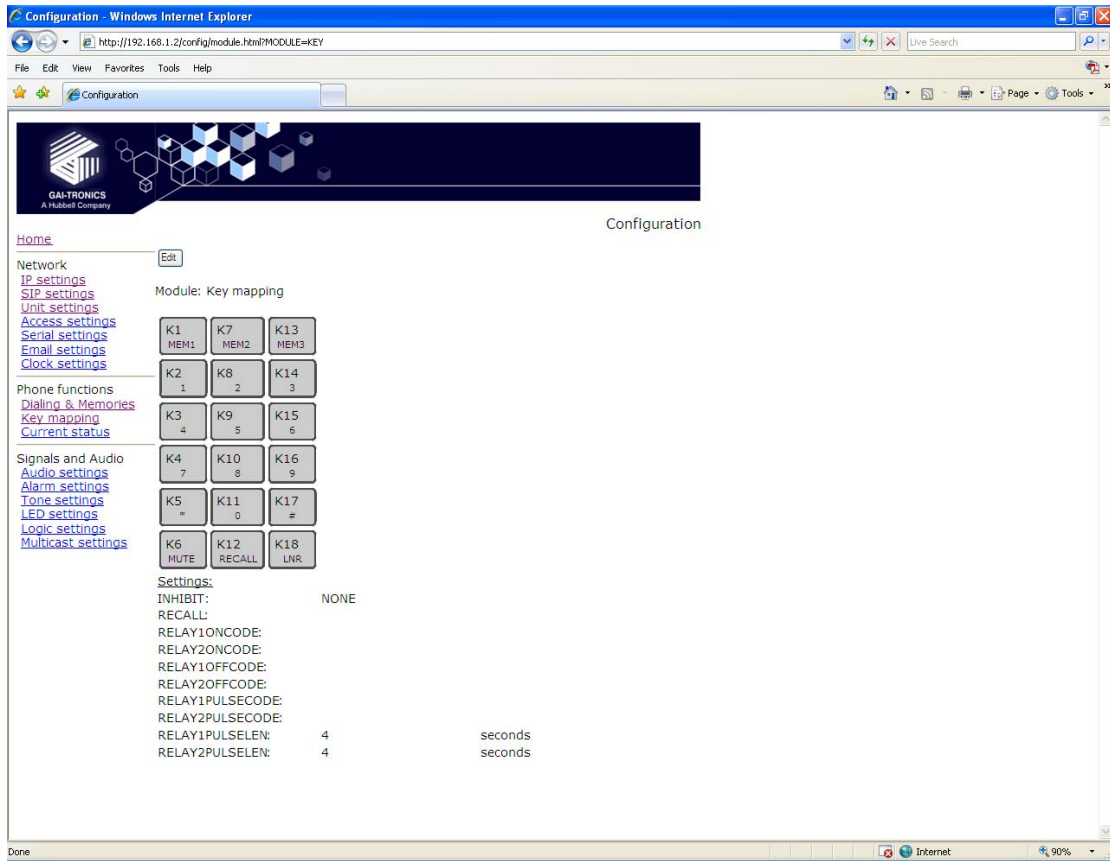 Configuration - Windows Internet Explorer
http://192.168.1.2/config/module.html?MODULE=KEY
Live Search
File Edit View Favorites Tools Help
Configuration
Page Tools
GAI-TRONICS
A Hubbell Company
Configuration
Home
Network
IP settings
SIP settings
Unit settings
Access settings
Serial settings
Email settings
Clock settings
Phone functions
Dialing & Memories
Key mapping
Current status
Signals and Audio
Audio settings
Alarm settings
Tone settings
LED settings
Logic settings
Multicast settings
Edit
Module: Key mapping
K1 K7 K13
MEM1 MEM2 MEM3
K2 K8 K14
1 2 3
K3 K9 K15
4 5 6
K4 K10 K16
7 8 9
K5 K11 K17
* 0 #
K6 K12 K18
MUTE RECALL LNR
Settings:
INHIBIT: NONE
RECALL:
RELAY1ONCODE:
RELAY2ONCODE:
RELAY1OFFCODE:
RELAY2OFFCODE:
RELAY1PULSECODE:
RELAY2PULSECODE:
RELAY1PULSELEN: 4 seconds
RELAY2PULSELEN: 4 seconds
Done
Internet
90%